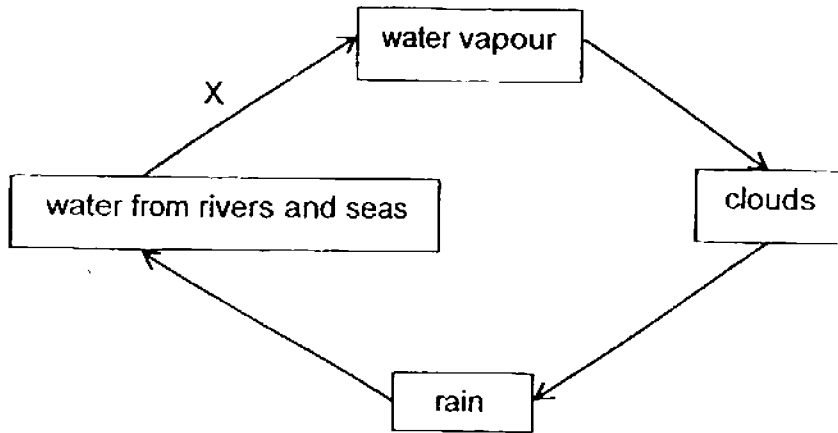 water vapour
X
water from rivers and seas
clouds
rain